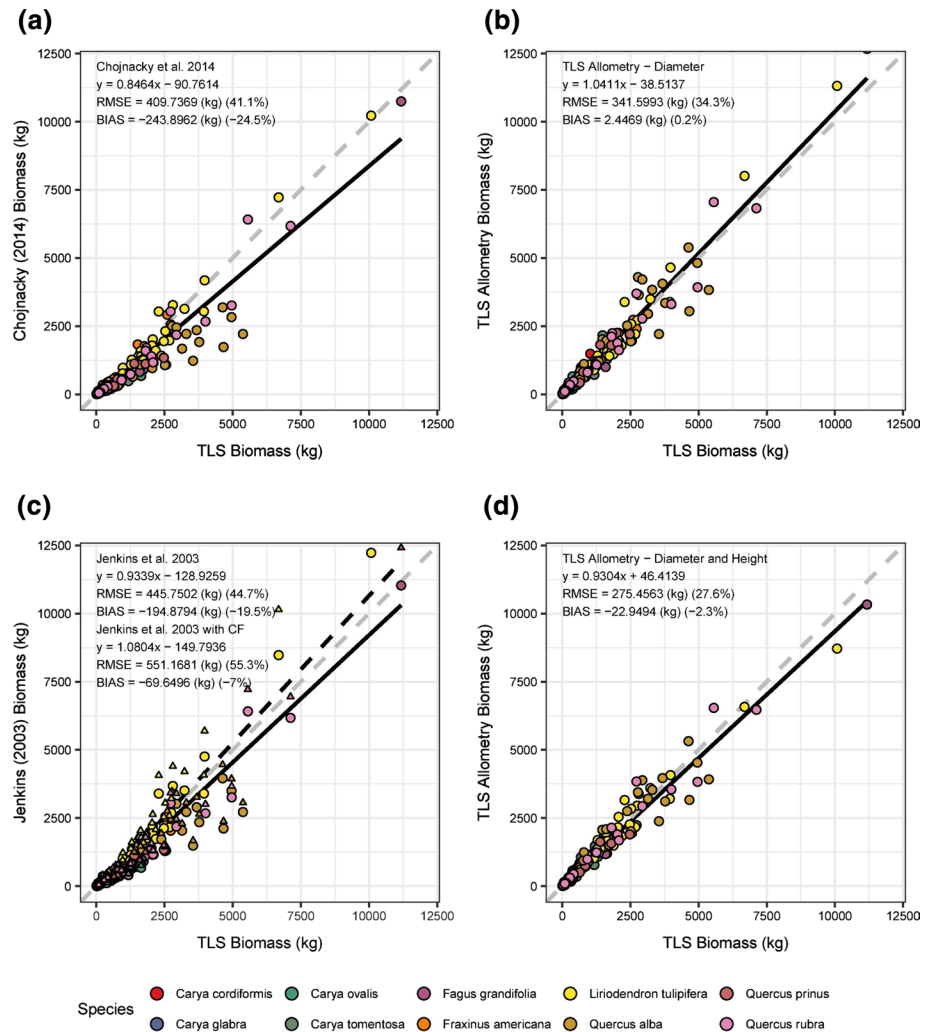 (a)
Chojnacky et al. 2014
y = 0.8464x − 90.7614
RMSE = 409.7369 (kg) (41.1%)
BIAS = −243.8962 (kg) (−24.5%)
Chojnacky (2014) Biomass (kg)
12500
10000
7500
5000
2500
0
0 2500 5000 7500 10000 12500
TLS Biomass (kg)
(b)
TLS Allometry − Diameter
y = 1.0411x − 38.5137
RMSE = 341.5993 (kg) (34.3%)
BIAS = 2.4469 (kg) (0.2%)
TLS Allometry Biomass (kg)
12500
10000
7500
5000
2500
0
0 2500 5000 7500 10000 12500
TLS Biomass (kg)
(c)
Jenkins et al. 2003
y = 0.9339x − 128.9259
RMSE = 445.7502 (kg) (44.7%)
BIAS = −194.8794 (kg) (−19.5%)
Jenkins et al. 2003 with CF
y = 1.0804x − 149.7936
RMSE = 551.1681 (kg) (55.3%)
BIAS = −69.6496 (kg) (−7%)
Jenkins (2003) Biomass (kg)
12500
10000
7500
5000
2500
0
0 2500 5000 7500 10000 12500
TLS Biomass (kg)
(d)
TLS Allometry − Diameter and Height
y = 0.9304x + 46.4139
RMSE = 275.4563 (kg) (27.6%)
BIAS = −22.9494 (kg) (−2.3%)
TLS Allometry Biomass (kg)
12500
10000
7500
5000
2500
0
0 2500 5000 7500 10000 12500
TLS Biomass (kg)
Species
Carya cordiformis Carya ovalis Fagus grandifolia Liriodendron tulipifera Quercus prinus
Carya glabra Carya tomentosa Fraxinus americana Quercus alba Quercus rubra